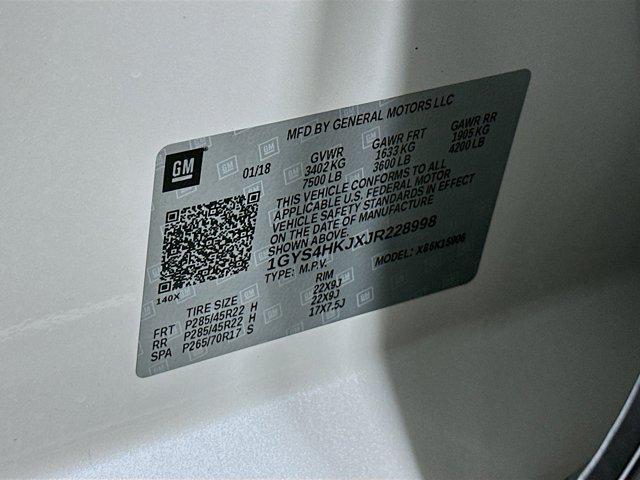 MFD BY GENERAL MOTORS LLC
GM
01/18
GVWR GAWR FRT GAWR RR
3402 KG 1633 KG 1905 KG
7500 LB 3600 LB 4200 LB
THIS VEHICLE CONFORMS TO ALL
APPLICABLE U.S. FEDERAL MOTOR
VEHICLE SAFETY STANDARDS IN EFFECT
ON THE DATE OF MANUFACTURE
SHOWN ABOVE.
1GYS4HKJXJR228998
TYPE: M.P.V. MODEL:
140X
TIRE SIZE RIM
FRT P285/45R22 H 22X9J
RR P285/45R22 H 22X9J
SPA P265/70R17 S 17X7.5J